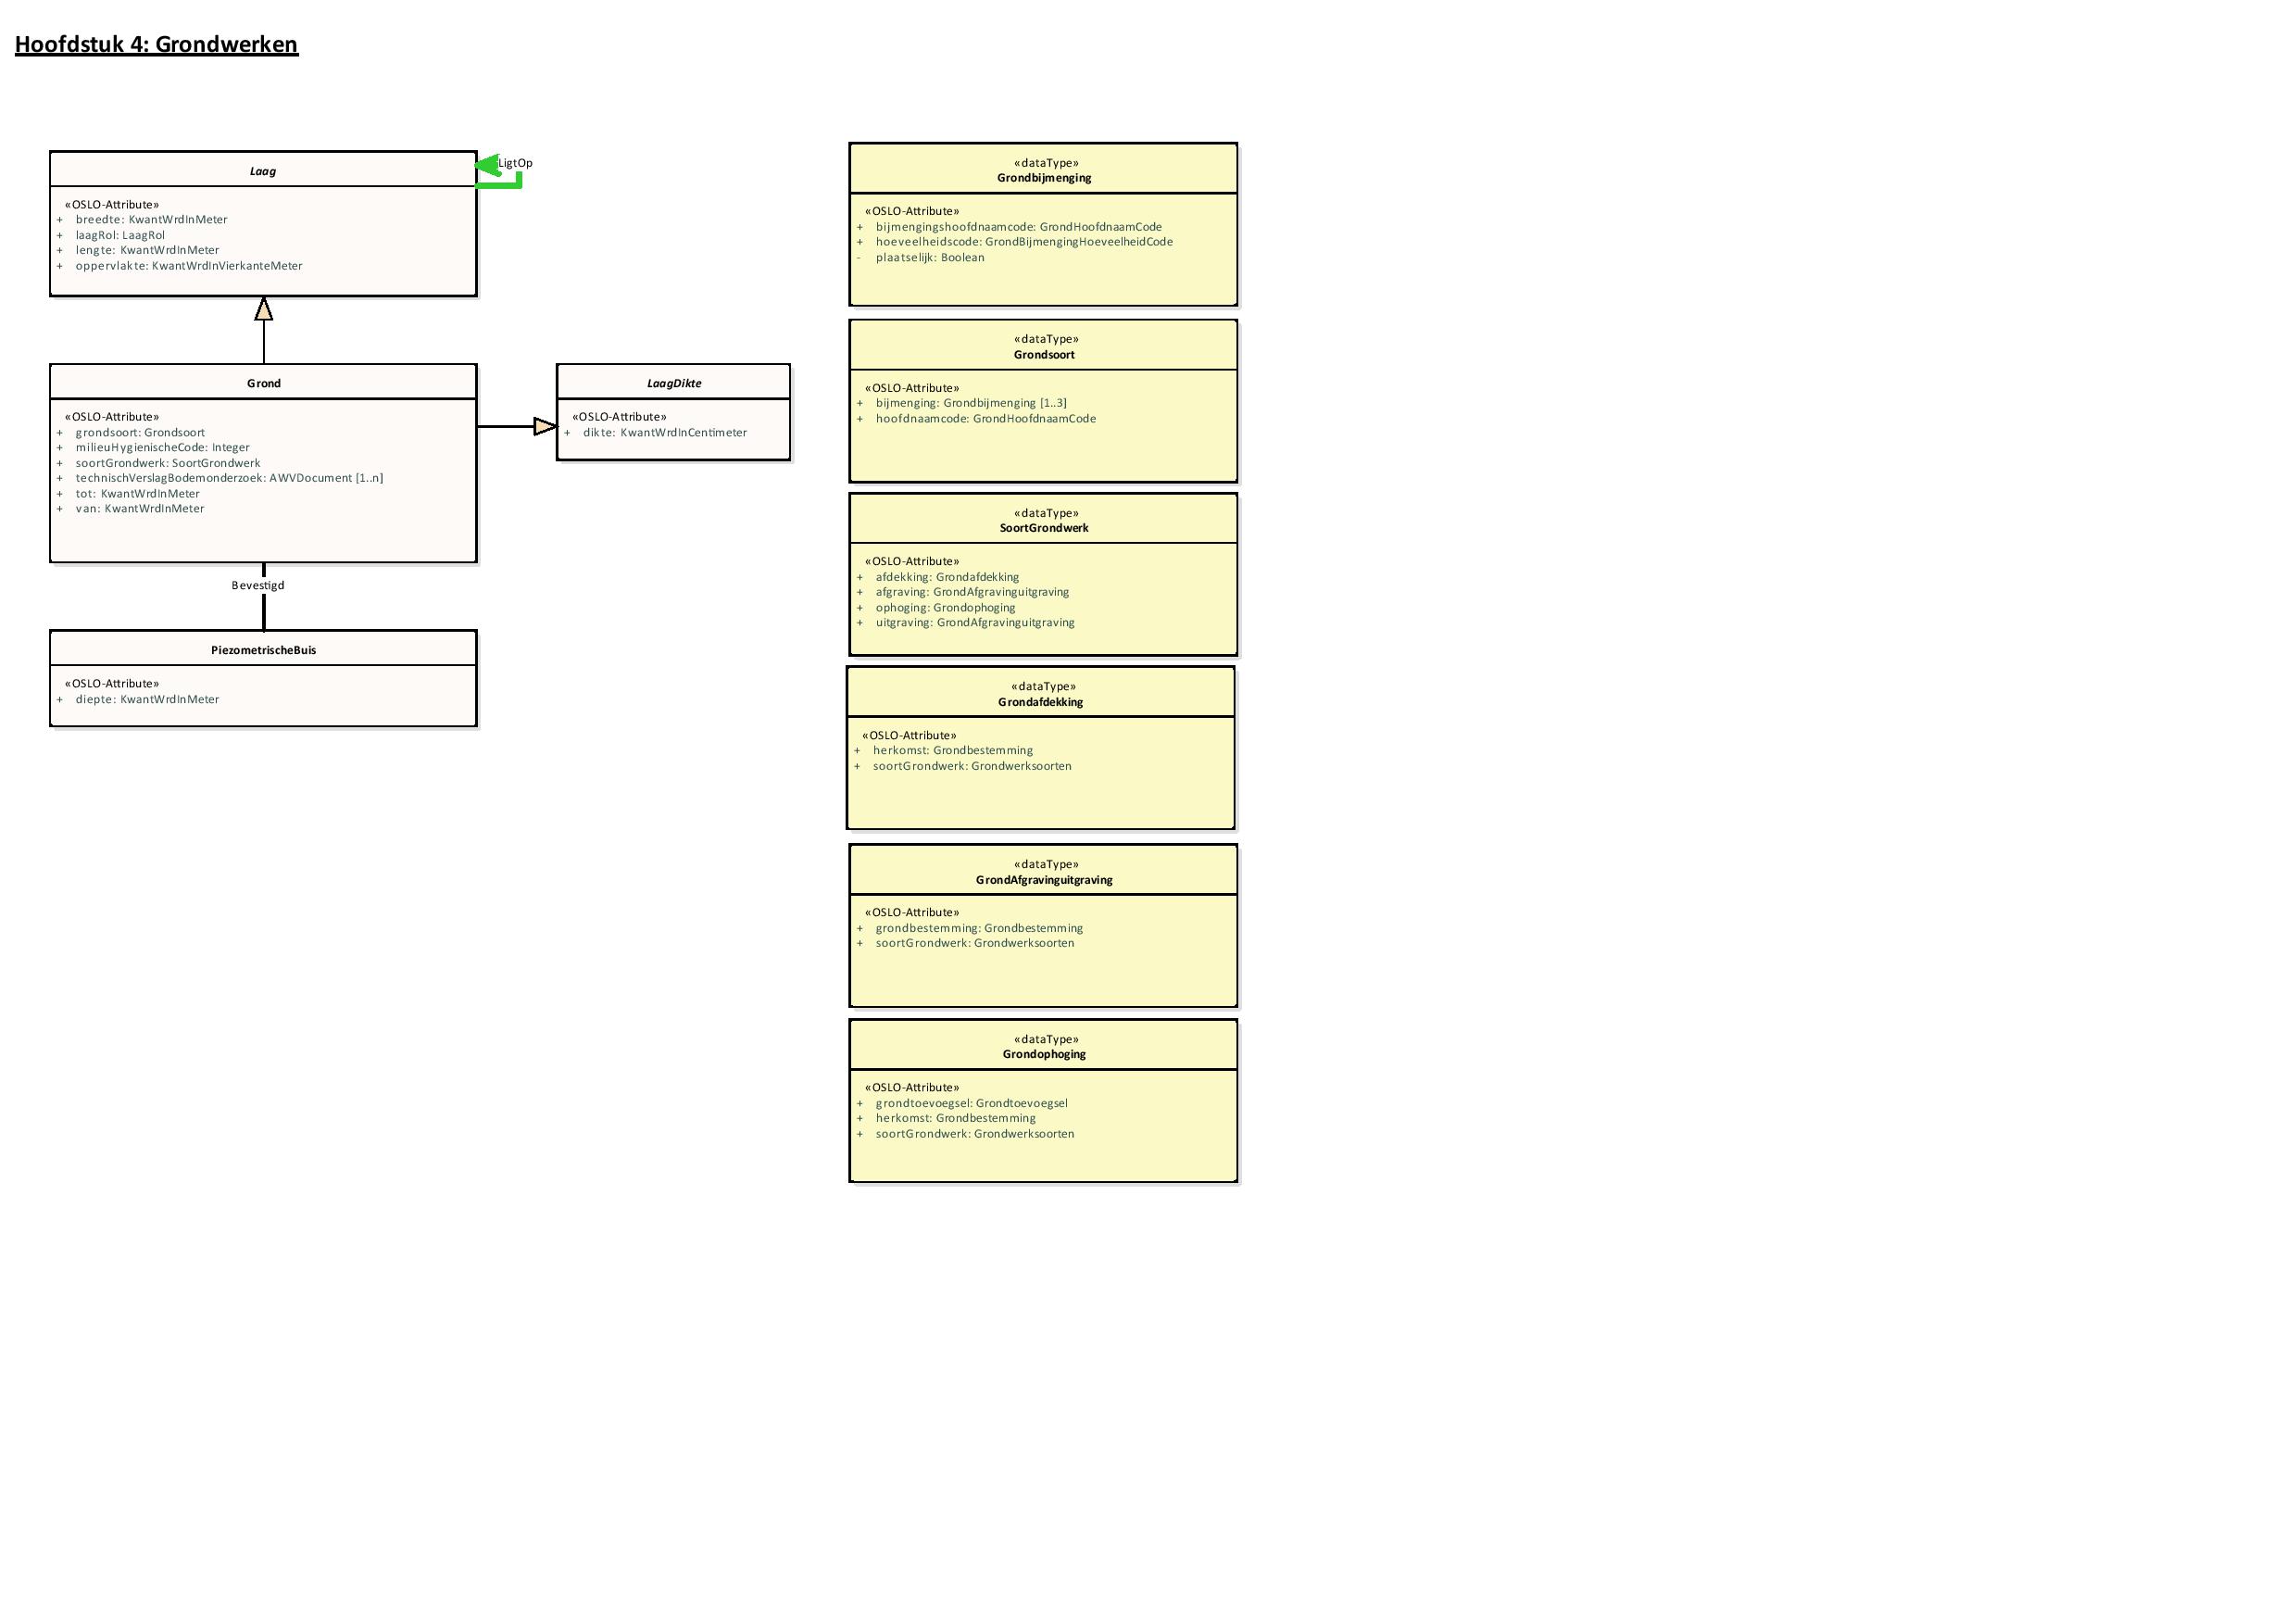 Hoofdstuk 4: Grondwerken
Laag
«OSLO-Attribute»
+ breedte: KwantWrdInMeter
+ laagRol: LaagRol
+ lengte: KwantWrdInMeter
+ oppervlakte: KwantWrdInVierkanteMeter
LigtOp
Grond
«OSLO-Attribute»
+ grondsoort: Grondsoort
+ milieuHygienischeCode: Integer
+ soortGrondwerk: SoortGrondwerk
+ technischVerslagBodemonderzoek: AWVDocument [1..n]
+ tot: KwantWrdInMeter
+ van: KwantWrdInMeter
LaagDikte
«OSLO-Attribute»
+ dikte: KwantWrdInCentimeter
Bevestigd
PiezometrischeBuis
«OSLO-Attribute»
+ diepte: KwantWrdInMeter
«dataType»
Grondbijmenging
«OSLO-Attribute»
+ bijmengingshoofdnaamcode: GrondHoofdnaamCode
+ hoeveelheidscode: GrondBijmengingHoeveelheidCode
- plaatselijk: Boolean
«dataType»
Grondsoort
«OSLO-Attribute»
+ bijmenging: Grondbijmenging [1..3]
+ hoofdnaamcode: GrondHoofdnaamCode
«dataType»
SoortGrondwerk
«OSLO-Attribute»
+ afdekking: Grondafdekking
+ afgraving: GrondAfgravinguitgraving
+ ophoging: Grondophoging
+ uitgraving: GrondAfgravinguitgraving
«dataType»
Grondafdekking
«OSLO-Attribute»
+ herkomst: Grondbestemming
+ soortGrondwerk: Grondwerksoorten
«dataType»
GrondAfgravinguitgraving
«OSLO-Attribute»
+ grondbestemming: Grondbestemming
+ soortGrondwerk: Grondwerksoorten
«dataType»
Grondophoging
«OSLO-Attribute»
+ grondtoevoegsel: Grondtoevoegsel
+ herkomst: Grondbestemming
+ soortGrondwerk: Grondwerksoorten